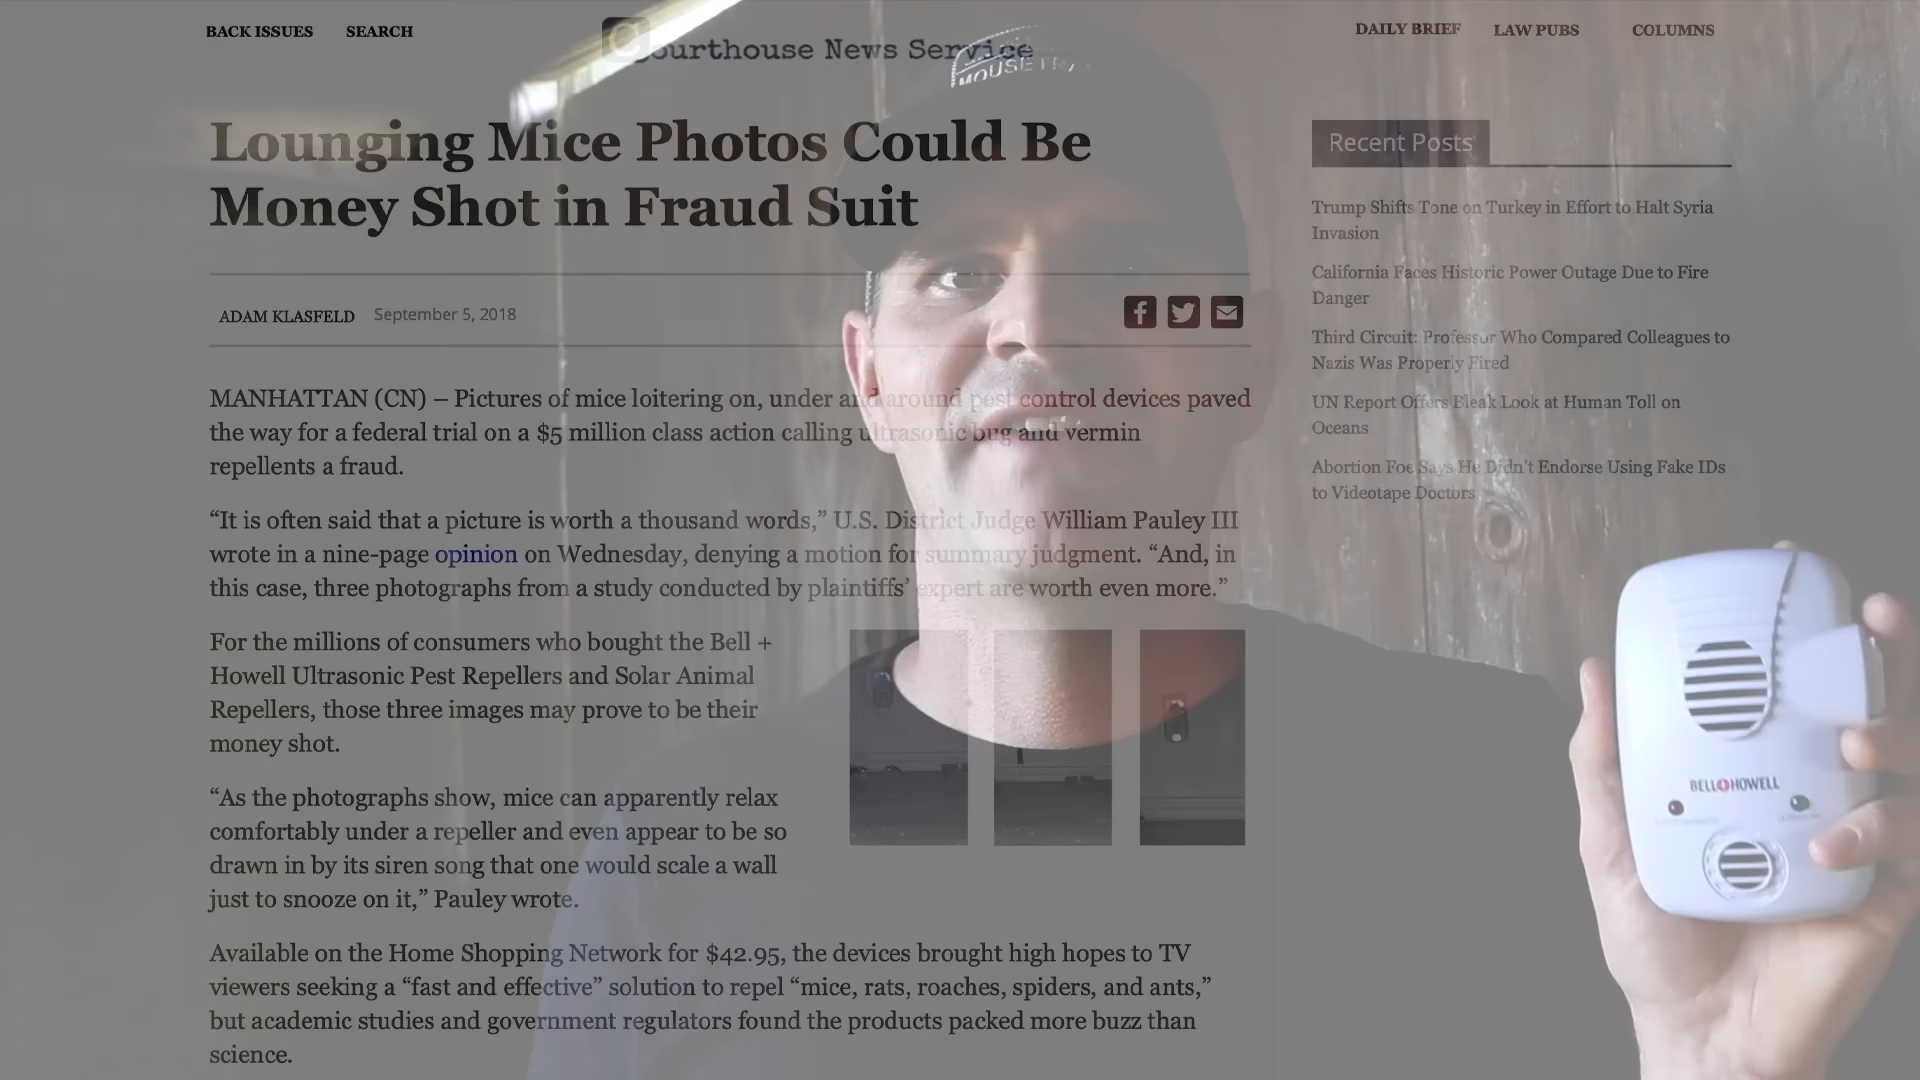 BACK ISSUES SEARCH
Courthouse News Service
DAILY BRIEF LAW PUBS COLUMNS
MOUSETRA
Lounging Mice Photos Could Be
Money Shot in Fraud Suit
ADAM KLASFELD September 5, 2018
MANHATTAN (CN) – Pictures of mice loitering on, under and around pest control devices paved
the way for a federal trial on a $5 million class action calling ultrasonic bug and vermin
repellents a fraud.
“It is often said that a picture is worth a thousand words,” U.S. District Judge William Pauley III
wrote in a nine-page opinion on Wednesday, denying a motion for summary judgment. “And, in
this case, three photographs from a study conducted by plaintiffs’ expert are worth even more.”
For the millions of consumers who bought the Bell +
Howell Ultrasonic Pest Repellers and Solar Animal
Repellers, those three images may prove to be their
money shot.
“As the photographs show, mice can apparently relax
comfortably under a repeller and even appear to be so
drawn in by its siren song that one would scale a wall
just to snooze on it,” Pauley wrote.
Available on the Home Shopping Network for $42.95, the devices brought high hopes to TV
viewers seeking a “fast and effective” solution to repel “mice, rats, roaches, spiders, and ants,”
but academic studies and government regulators found the products packed more buzz than
science.
Recent Posts
Trump Shifts Tone on Turkey in Effort to Halt Syria
Invasion
California Faces Historic Power Outage Due to Fire
Danger
Third Circuit: Professor Who Compared Colleagues to
Nazis Was Properly Fired
UN Report Offers Bleak Look at Human Toll on
Oceans
Abortion Foe Says He Didn’t Endorse Using Fake IDs
to Videotape Doctors
BELL+HOWELL